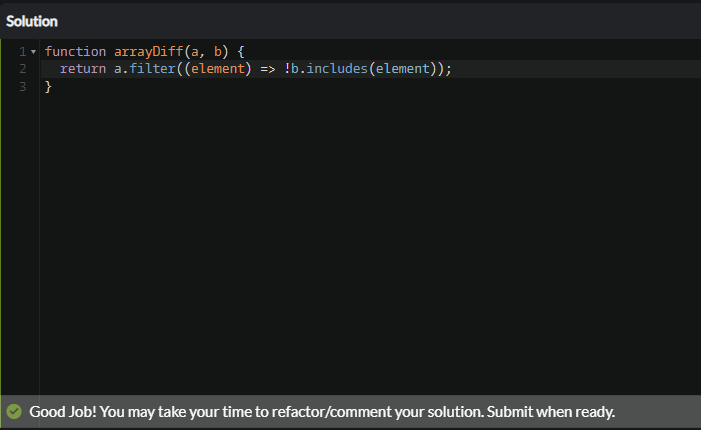 Solution
1 function arrayDiff(a, b) {
2 return a.filter((element) => !b.includes(element));
3 }
Good Job! You may take your time to refactor/comment your solution. Submit when ready.